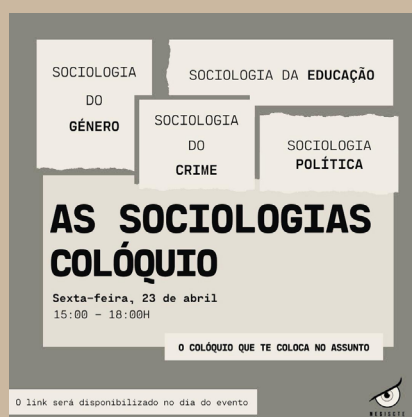 SOCIOLOGIA
DO
GÉNERO
SOCIOLOGIA DA EDUCAÇÃO
SOCIOLOGIA
DO
CRIME
SOCIOLOGIA
POLÍTICA
AS SOCIOLOGIAS
COLÓQUIO
Sexta-feira, 23 de abril
15:00 - 18:00H
O COLÓQUIO QUE TE COLOCA NO ASSUNTO
O link será disponibilizado no dia do evento